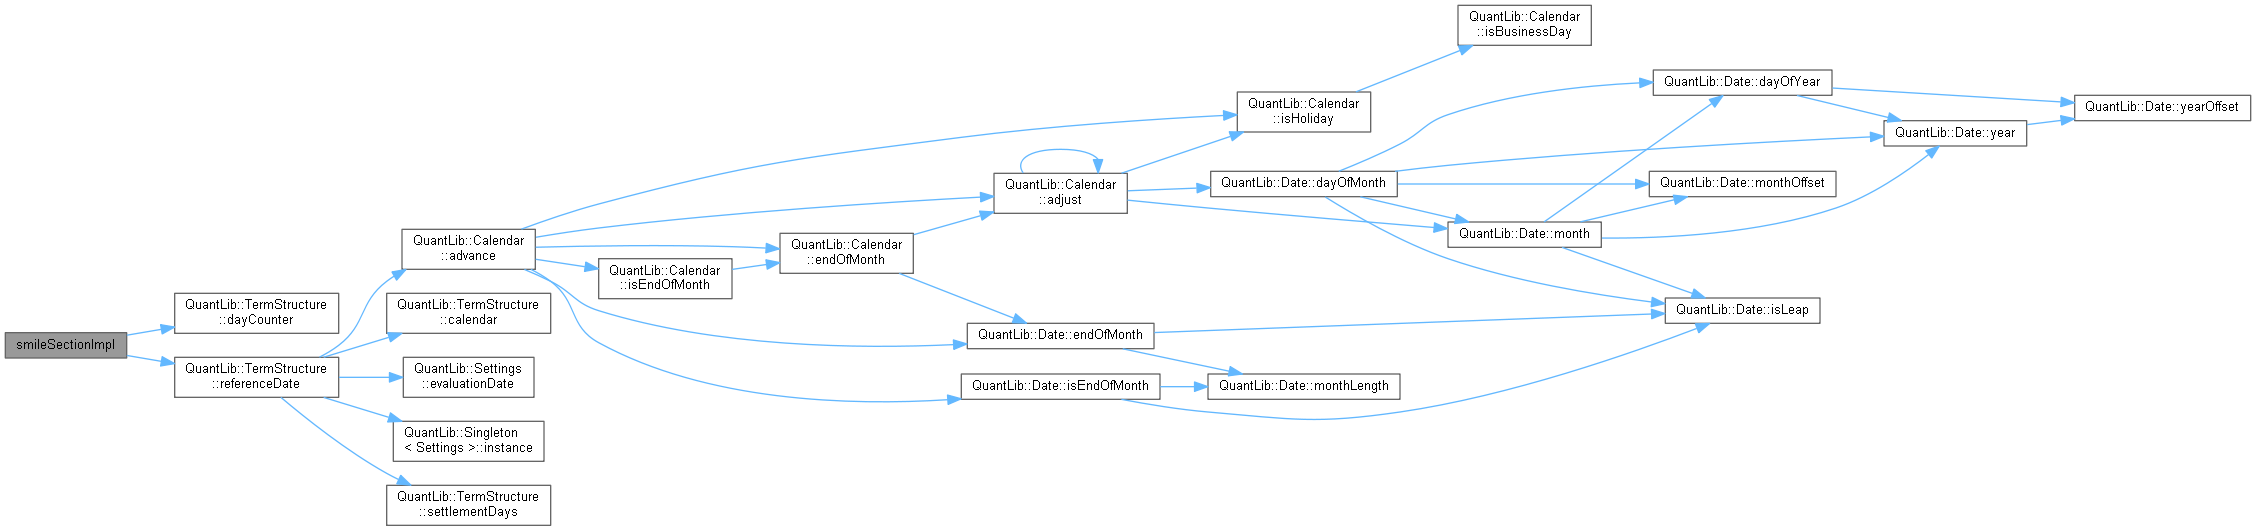 smileSectionImpl
QuantLib::TermStructure
::dayCounter
QuantLib::TermStructure
::referenceDate
QuantLib::Calendar
::advance
QuantLib::TermStructure
::calendar
QuantLib::Settings
::evaluationDate
QuantLib::Singleton
< Settings >::instance
QuantLib::TermStructure
::settlementDays
QuantLib::Calendar
::isEndOfMonth
QuantLib::Calendar
::endOfMonth
QuantLib::Calendar
::adjust
QuantLib::Date::endOfMonth
QuantLib::Date::isEndOfMonth
QuantLib::Calendar
::isHoliday
QuantLib::Date::dayOfMonth
QuantLib::Date::monthLength
QuantLib::Calendar
::isBusinessDay
QuantLib::Date::month
QuantLib::Date::dayOfYear
QuantLib::Date::monthOffset
QuantLib::Date::isLeap
QuantLib::Date::year
QuantLib::Date::yearOffset